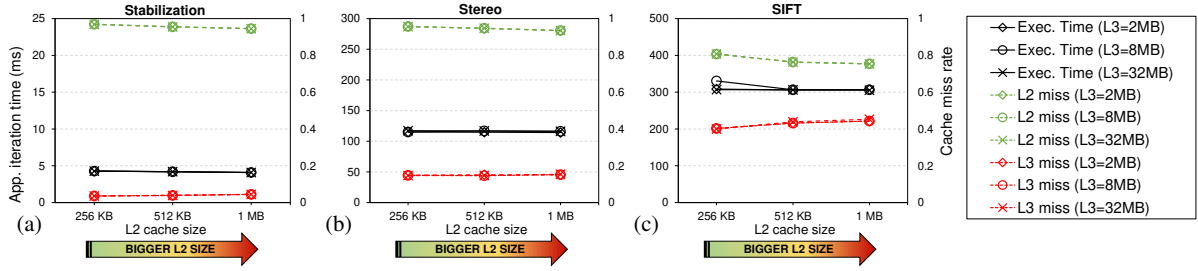 Stabilization
App. iteration time (ms)
25
20
15
10
5
0
1
0.8
0.6
0.4
0.2
0
256 KB
512 KB
1 MB
(a)
L2 cache size
BIGGER L2 SIZE
Stereo
300
250
200
150
100
50
0
1
0.8
0.6
0.4
0.2
0
256 KB
512 KB
1 MB
(b)
L2 cache size
BIGGER L2 SIZE
SIFT
500
400
300
200
100
0
1
0.8
0.6
0.4
0.2
0
Cache miss rate
256 KB
512 KB
1 MB
(c)
L2 cache size
BIGGER L2 SIZE
Exec. Time (L3=2MB)
Exec. Time (L3=8MB)
Exec. Time (L3=32MB)
L2 miss (L3=2MB)
L2 miss (L3=8MB)
L2 miss (L3=32MB)
L3 miss (L3=2MB)
L3 miss (L3=8MB)
L3 miss (L3=32MB)